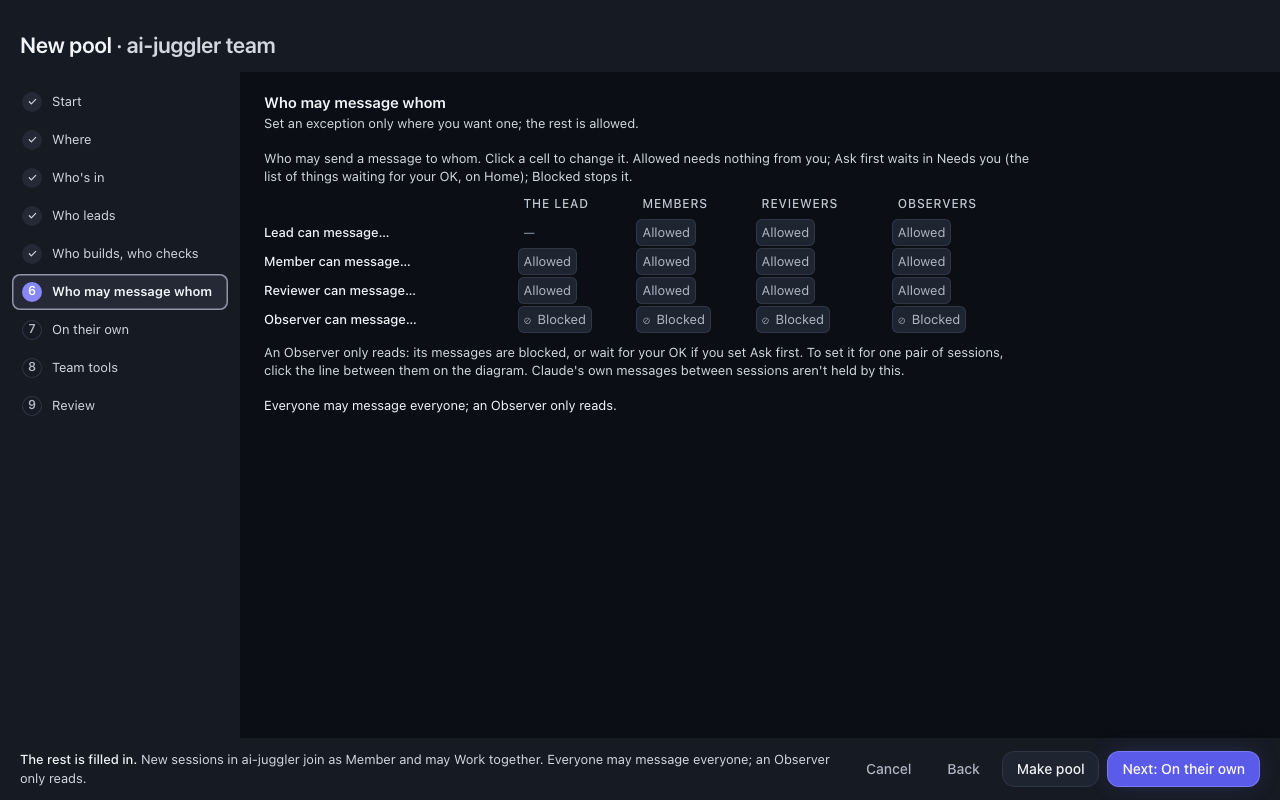 New pool · ai-juggler team
Start
Where
Who's in
Who leads
Who builds, who checks
6 Who may message whom
7 On their own
8 Team tools
9 Review
Who may message whom
Set an exception only where you want one; the rest is allowed.
Who may send a message to whom. Click a cell to change it. Allowed needs nothing from you; Ask first waits in Needs you (the
list of things waiting for your OK, on Home); Blocked stops it.
THE LEAD MEMBERS REVIEWERS OBSERVERS
Lead can message... — Allowed Allowed Allowed
Member can message... Allowed Allowed Allowed Allowed
Reviewer can message... Allowed Allowed Allowed Allowed
Observer can message... Blocked Blocked Blocked Blocked
An Observer only reads: its messages are blocked, or wait for your OK if you set Ask first. To set it for one pair of sessions,
click the line between them on the diagram. Claude's own messages between sessions aren't held by this.
Everyone may message everyone; an Observer only reads.
The rest is filled in. New sessions in ai-juggler join as Member and may Work together. Everyone may message everyone; an Observer
only reads.
Cancel Back Make pool Next: On their own